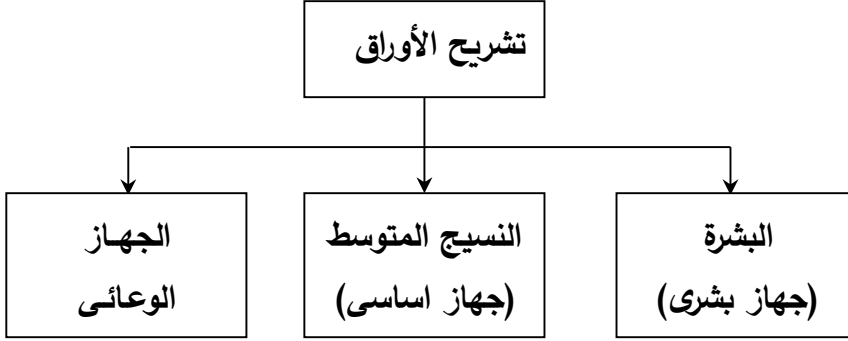 تشريح الأوراق
البشرة
(جهاز بشرى)
النسيج المتوسط
(جهاز اساسى)
الجهاز
الوعائى